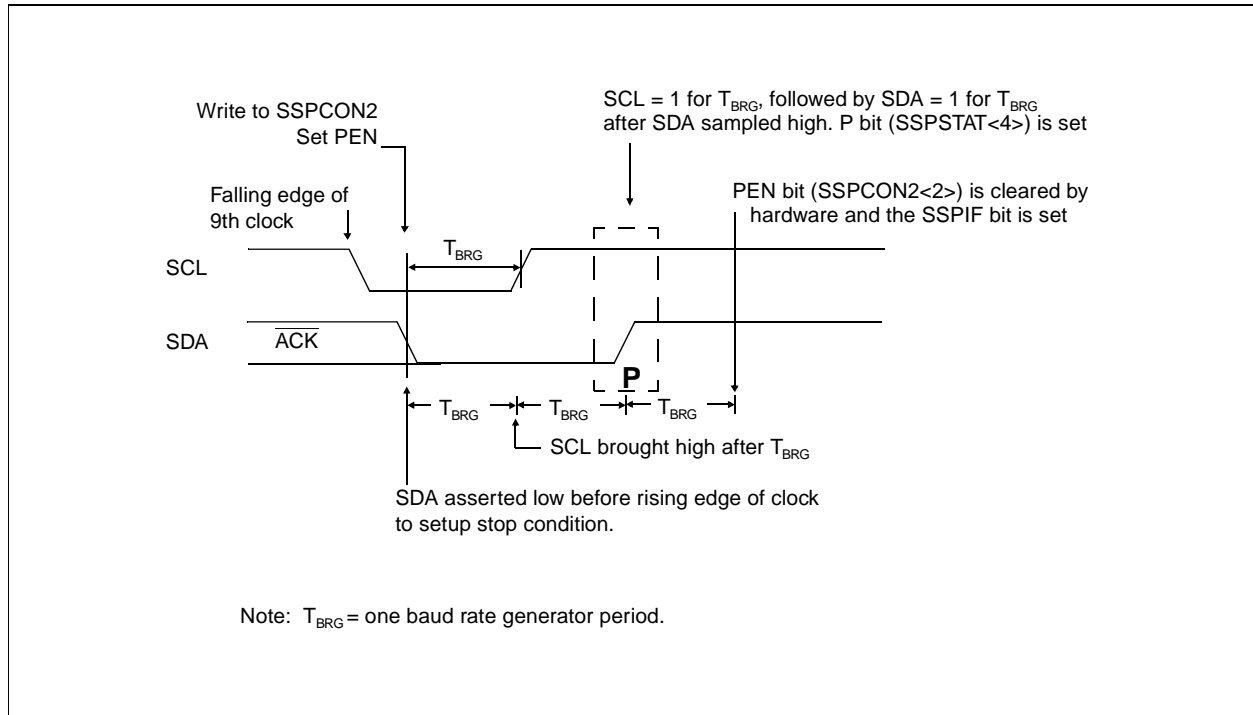 Write to SSPCON2
Set PEN
SCL = 1 for TBRG, followed by SDA = 1 for TBRG
after SDA sampled high. P bit (SSPSTAT<4>) is set
Falling edge of
9th clock
PEN bit (SSPCON2<2>) is cleared by
hardware and the SSPIF bit is set
TBRG
SCL
SDA
ACK
P
TBRG
TBRG
TBRG
SCL brought high after TBRG
SDA asserted low before rising edge of clock
to setup stop condition.
Note: TBRG = one baud rate generator period.